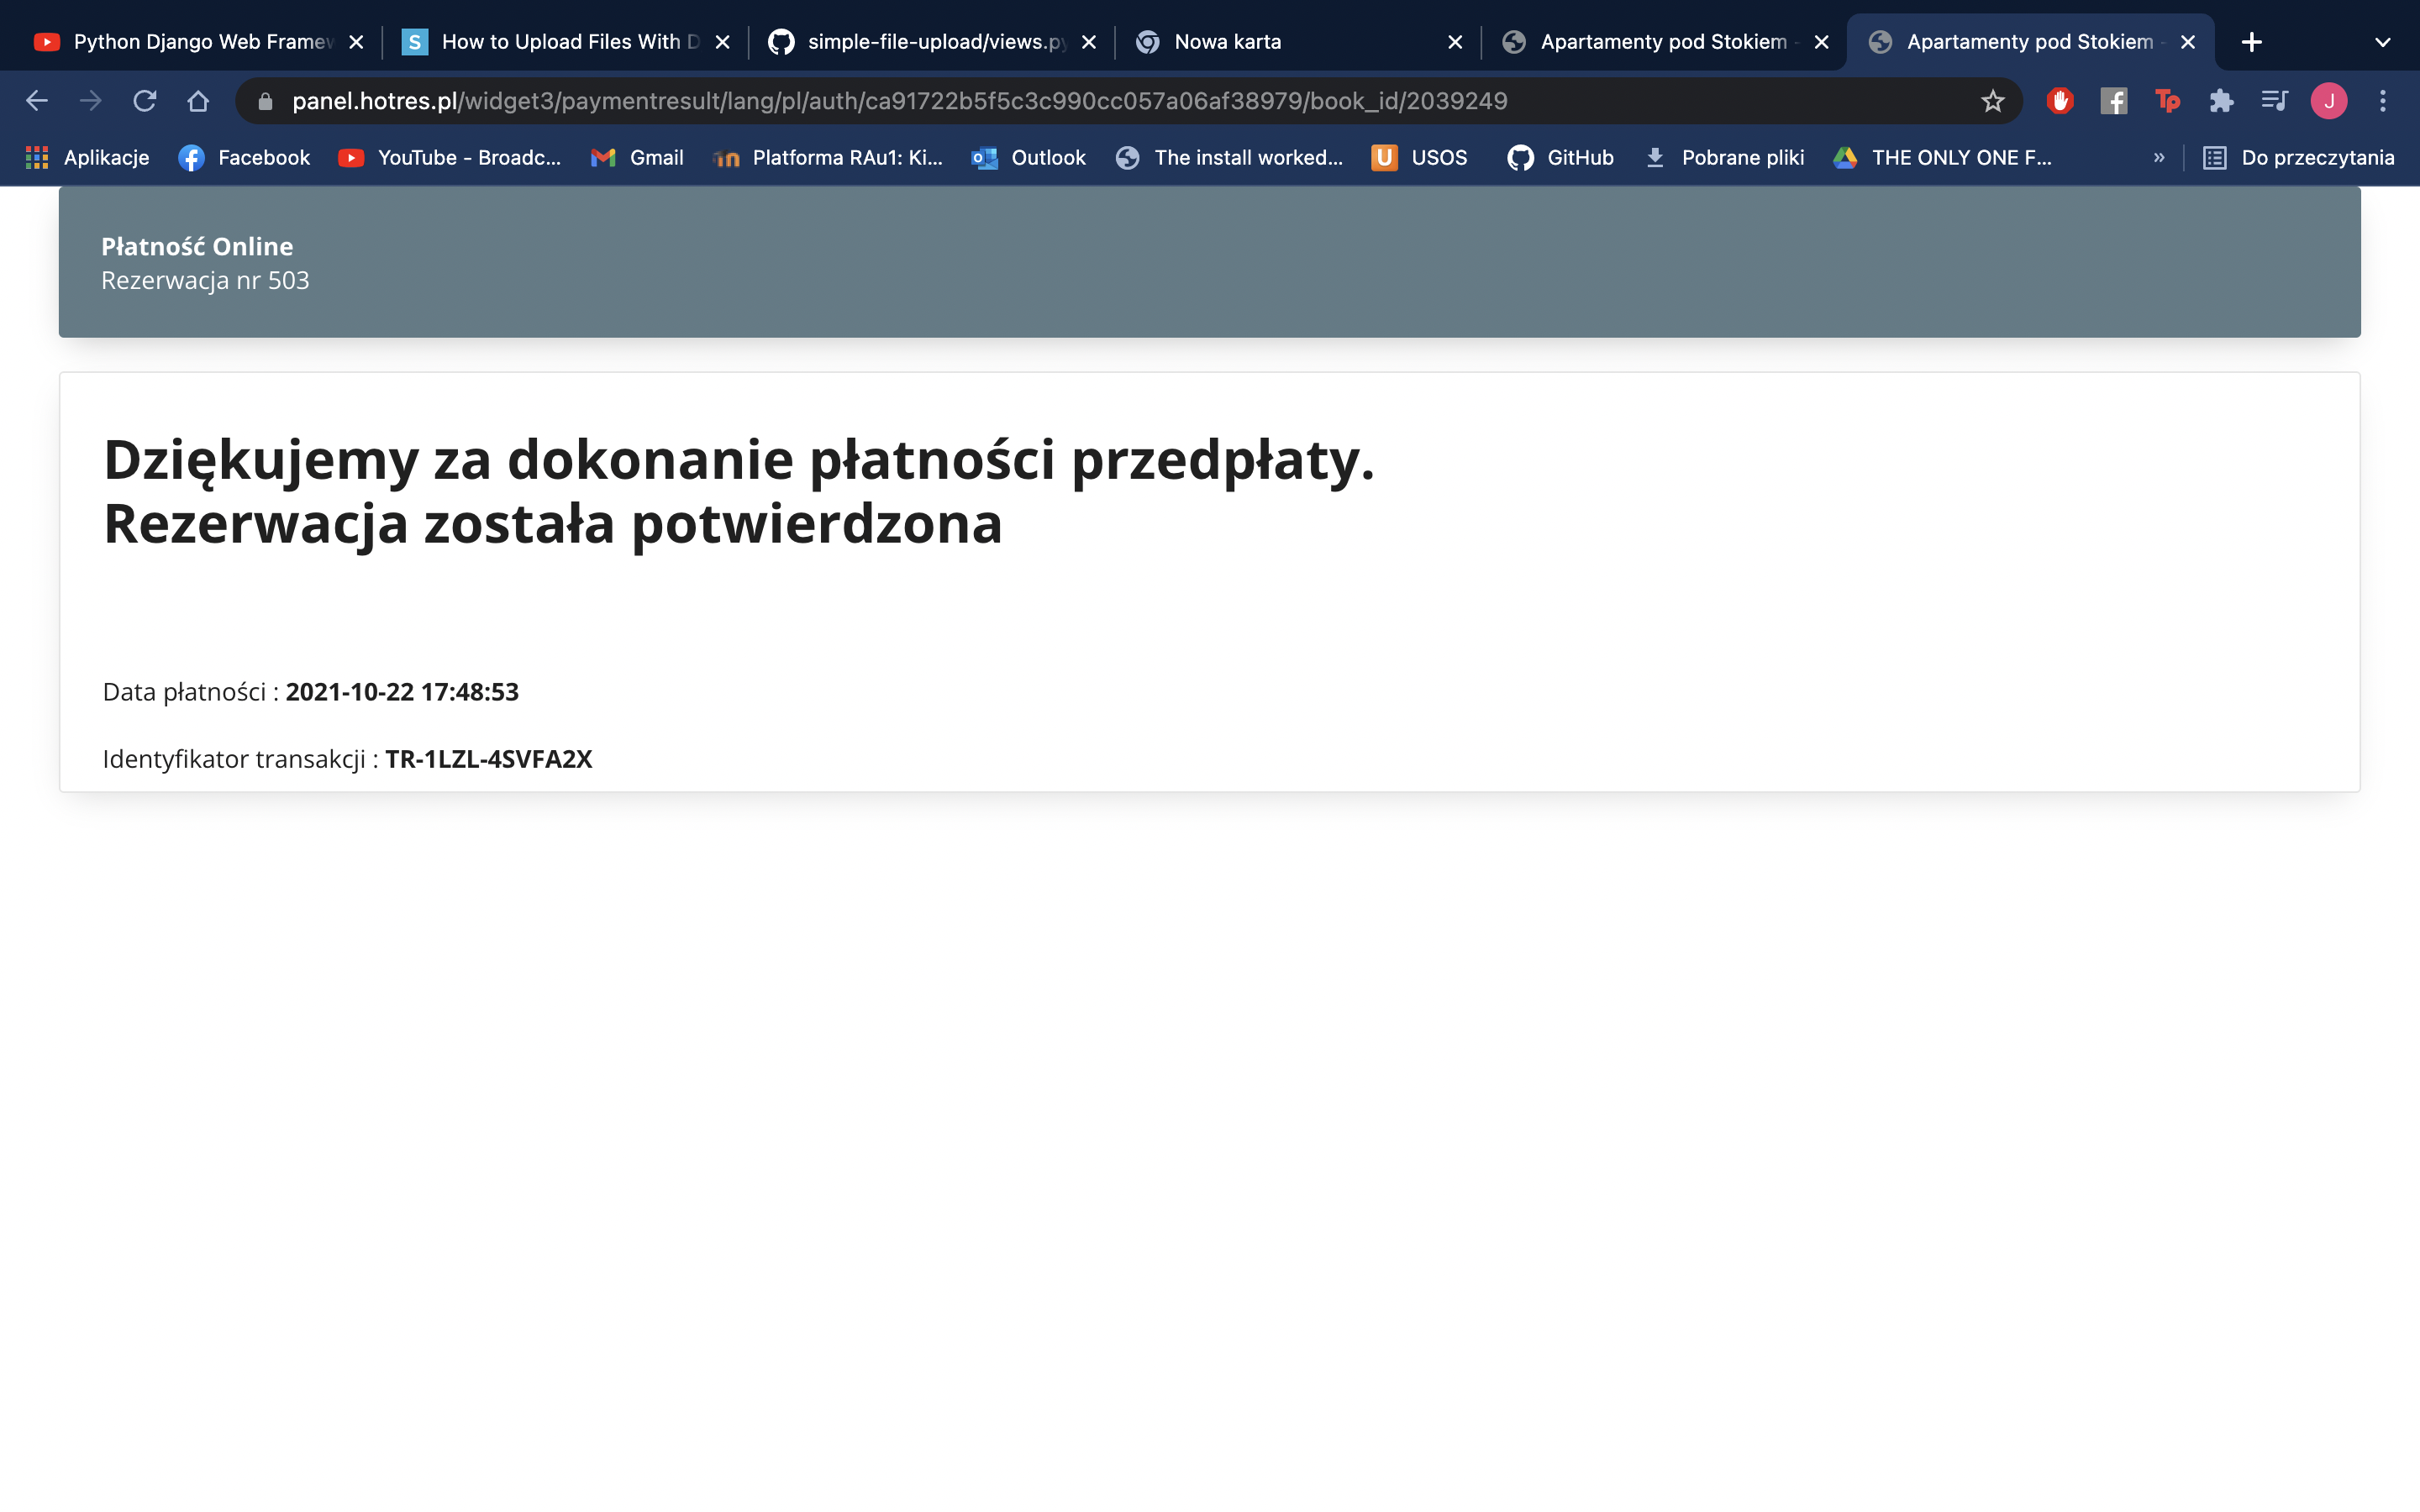 Python Django Web Framew
How to Upload Files With D
simple-file-upload/views.py
Nowa karta
Apartamenty pod Stokiem -
Apartamenty pod Stokiem -
panel.hotres.pl/widget3/paymentresult/lang/pl/auth/ca91722b5f5c3c990cc057a06af38979/book_id/2039249
J
Aplikacje
Facebook
YouTube - Broadc...
Gmail
Platforma RAu1: Ki...
Outlook
The install worked...
USOS
GitHub
Pobrane pliki
THE ONLY ONE F...
»
Do przeczytania
Płatność Online
Rezerwacja nr 503
Dziękujemy za dokonanie płatności przedpłaty.
Rezerwacja została potwierdzona
Data płatności : 2021-10-22 17:48:53
Identyfikator transakcji : TR-1LZL-4SVFA2X